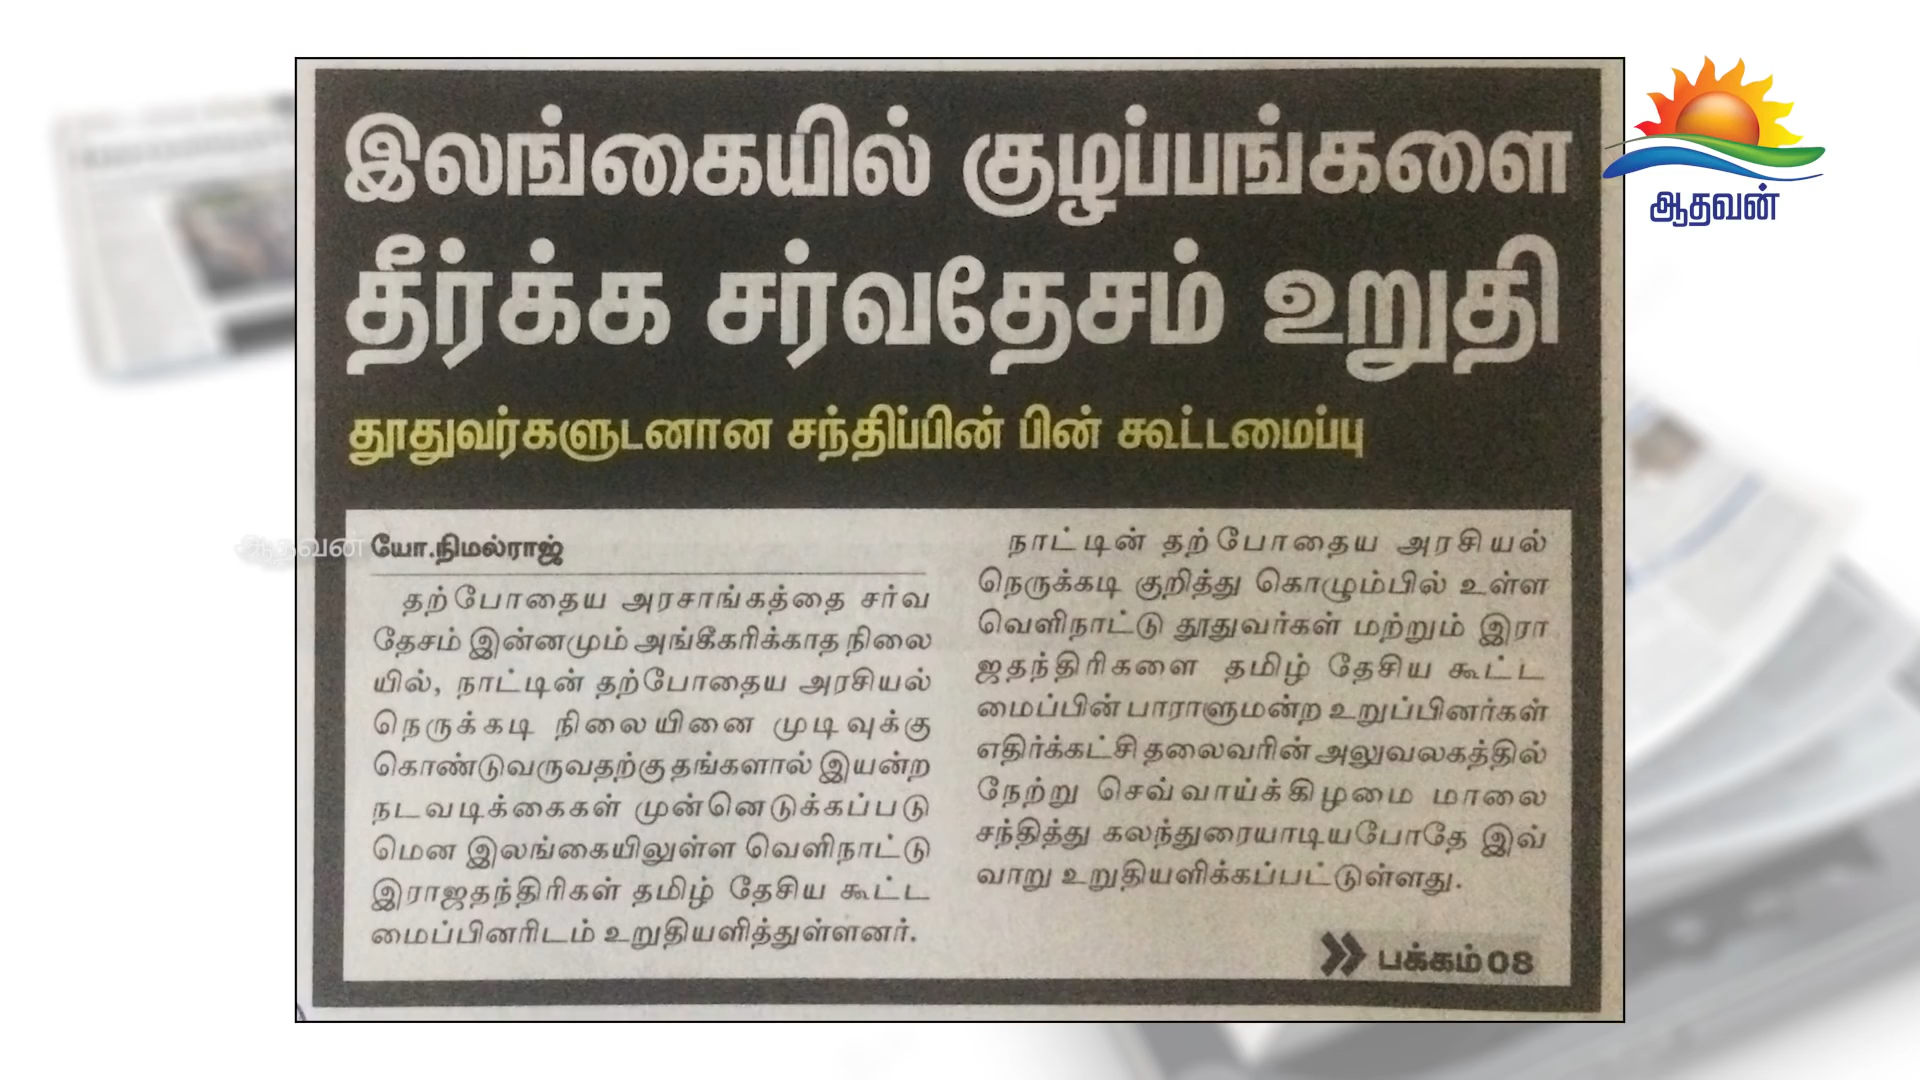 ஆதவன்
இலங்கையில் குழப்பங்களை
தீர்க்க சர்வதேசம் உறுதி
தூதுவர்களுடனான சந்திப்பின் பின் கூட்டமைப்பு
ஆதவன்
யோ.நிமல்ராஜ்
தற்போதைய அரசாங்கத்தை சர்வ
தேசம் இன்னமும் அங்கீகரிக்காத நிலை
யில், நாட்டின் தற்போதைய அரசியல்
நெருக்கடி நிலையினை முடிவுக்கு
கொண்டுவருவதற்கு தங்களால் இயன்ற
நடவடிக்கைகள் முன்னெடுக்கப்படு
மென இலங்கையிலுள்ள வெளிநாட்டு
இராஜதந்திரிகள் தமிழ் தேசிய கூட்ட
மைப்பினரிடம் உறுதியளித்துள்ளனர்.
நாட்டின் தற்போதைய அரசியல்
நெருக்கடி குறித்து கொழும்பில் உள்ள
வெளிநாட்டு தூதுவர்கள் மற்றும் இரா
ஜதந்திரிகளை தமிழ் தேசிய கூட்ட
மைப்பின் பாராளுமன்ற உறுப்பினர்கள்
எதிர்க்கட்சி தலைவரின் அலுவலகத்தில்
நேற்று செவ்வாய்க்கிழமை மாலை
சந்தித்து கலந்துரையாடியபோதே இவ்
வாறு உறுதியளிக்கப்பட்டுள்ளது.
பக்கம் 08